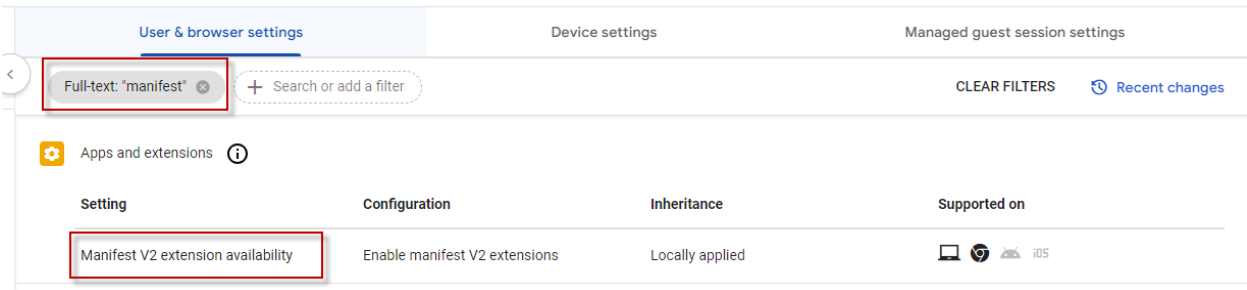 User & browser settings
Device settings
Managed guest session settings
Full-text: "manifest"
Search or add a filter
CLEAR FILTERS
Recent changes
Apps and extensions
Setting
Configuration
Inheritance
Supported on
Manifest V2 extension availability
Enable manifest V2 extensions
Locally applied
iOS